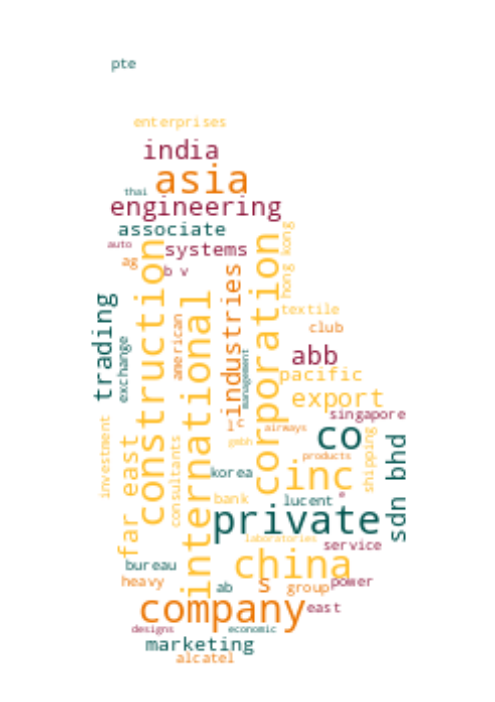 pte
enterprises
india
asia
thai
engineering
associate
auto
systems
ag
b v
hong kong
construction
corporation
international
industries
trading
exchange
american
management
textile
club
abb
pacific
export
singapore
l c
airways
co
gmbh
investment
consultants
far east
products
shipping
sdn bhd
korea
inc
bank
lucent
e
private
laboratories
service
china
bureau
heavy
ab
s
group
power
company
east
designs
economic
marketing
alcatel